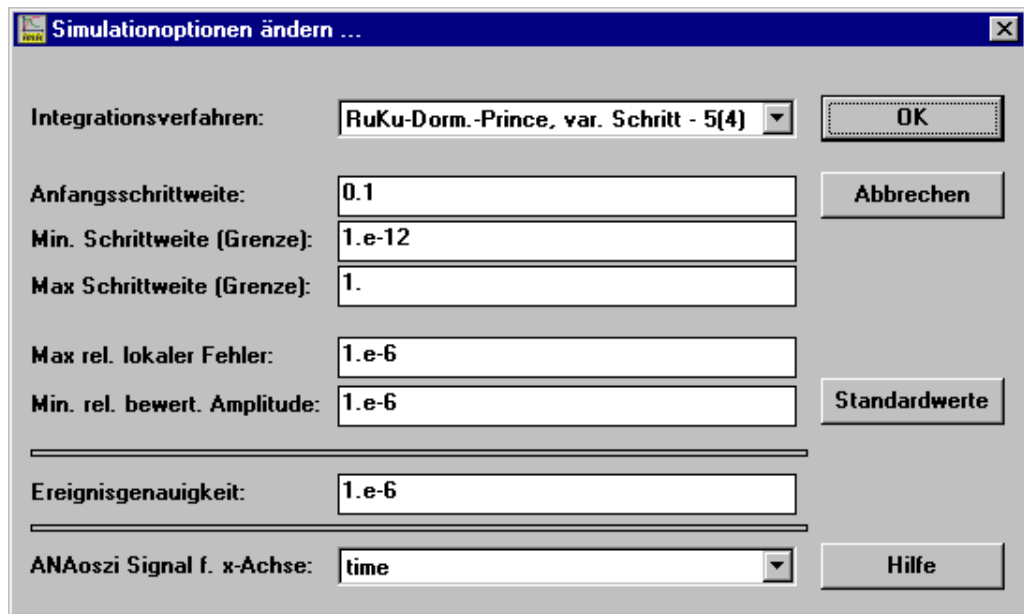 Simulationoptionen ändern ...
Integrationsverfahren: RuKu-Dorm.-Prince, var. Schritt - 5(4) OK
Anfangsschrittweite: 0.1 Abbrechen
Min. Schrittweite (Grenze): 1.e-12
Max Schrittweite (Grenze): 1.
Max rel. lokaler Fehler: 1.e-6
Min. rel. bewert. Amplitude: 1.e-6 Standardwerte
Ereignisgenauigkeit: 1.e-6
ANAoszi Signal f. x-Achse: time Hilfe